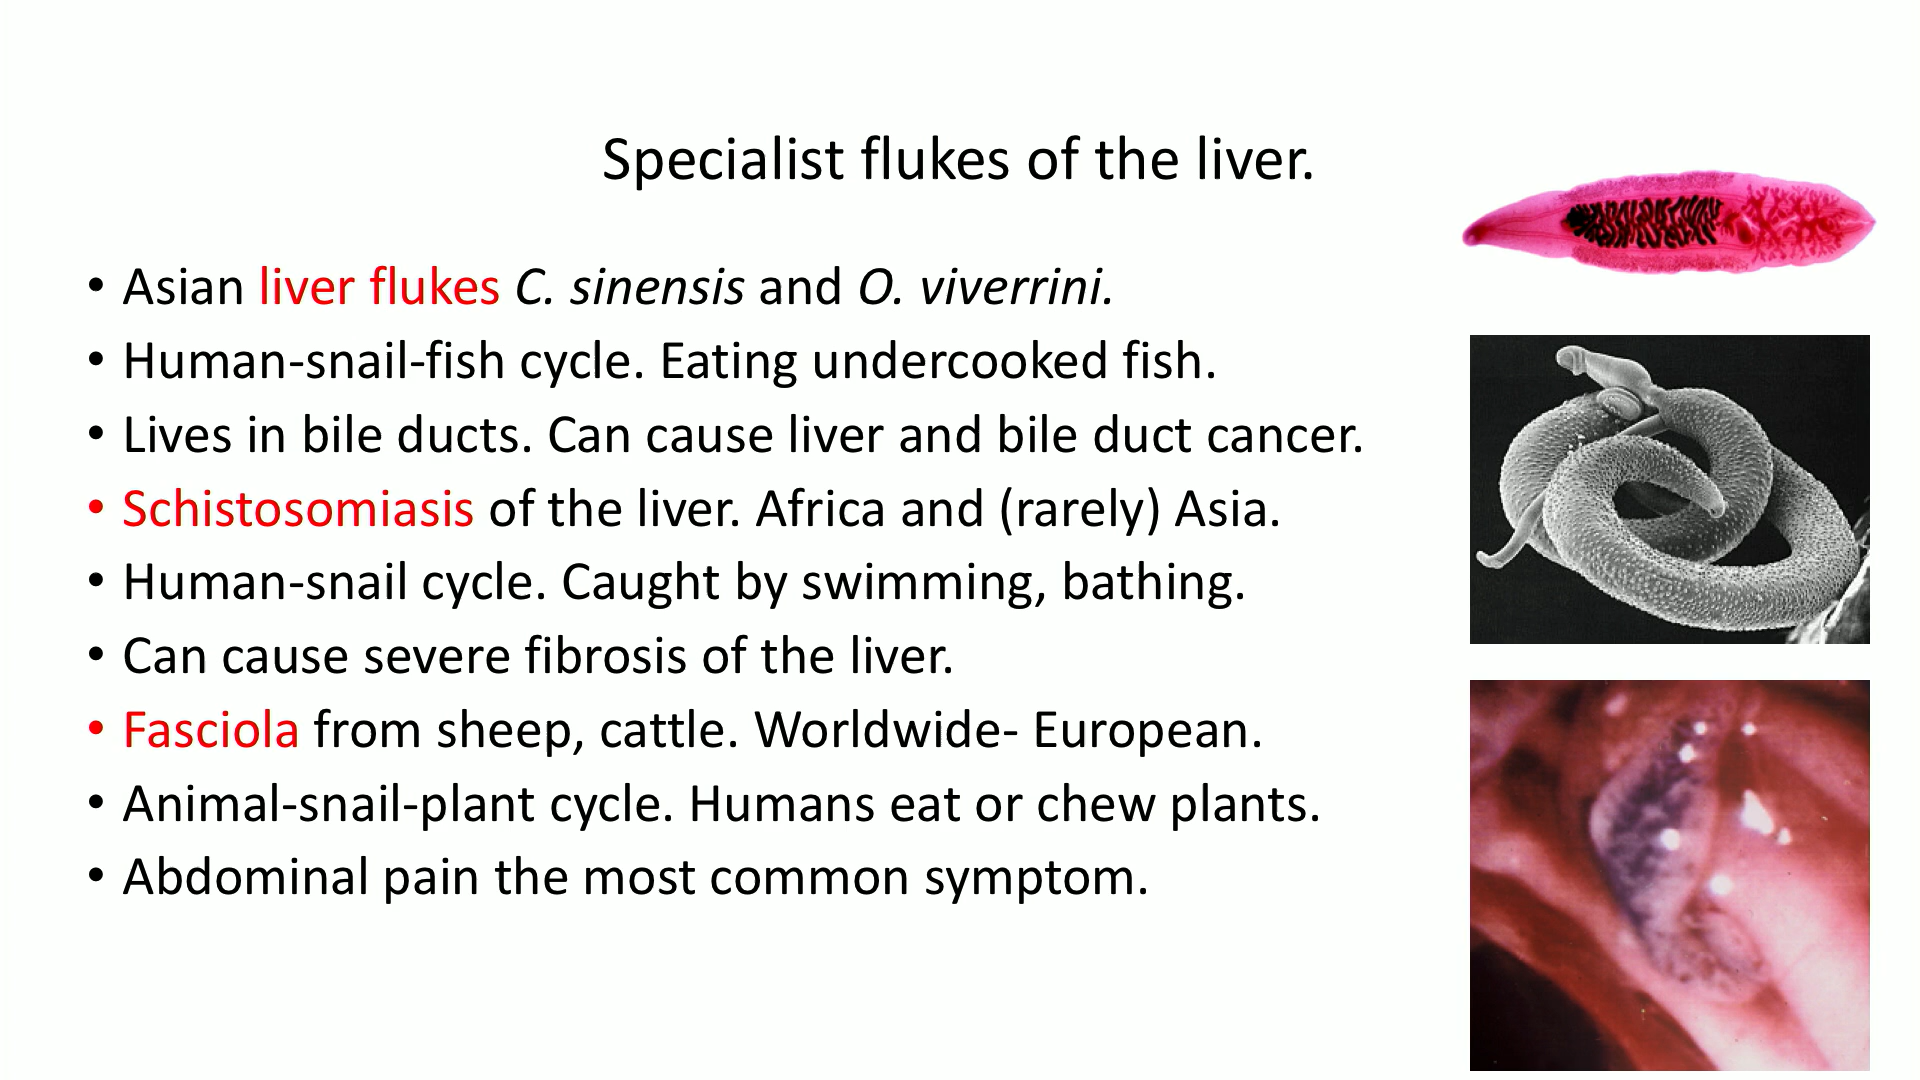 Specialist flukes of the liver.
• Asian liver flukes C. sinensis and O. viverrini.
• Human-snail-fish cycle. Eating undercooked fish.
• Lives in bile ducts. Can cause liver and bile duct cancer.
• Schistosomiasis of the liver. Africa and (rarely) Asia.
• Human-snail cycle. Caught by swimming, bathing.
• Can cause severe fibrosis of the liver.
• Fasciola from sheep, cattle. Worldwide- European.
• Animal-snail-plant cycle. Humans eat or chew plants.
• Abdominal pain the most common symptom.